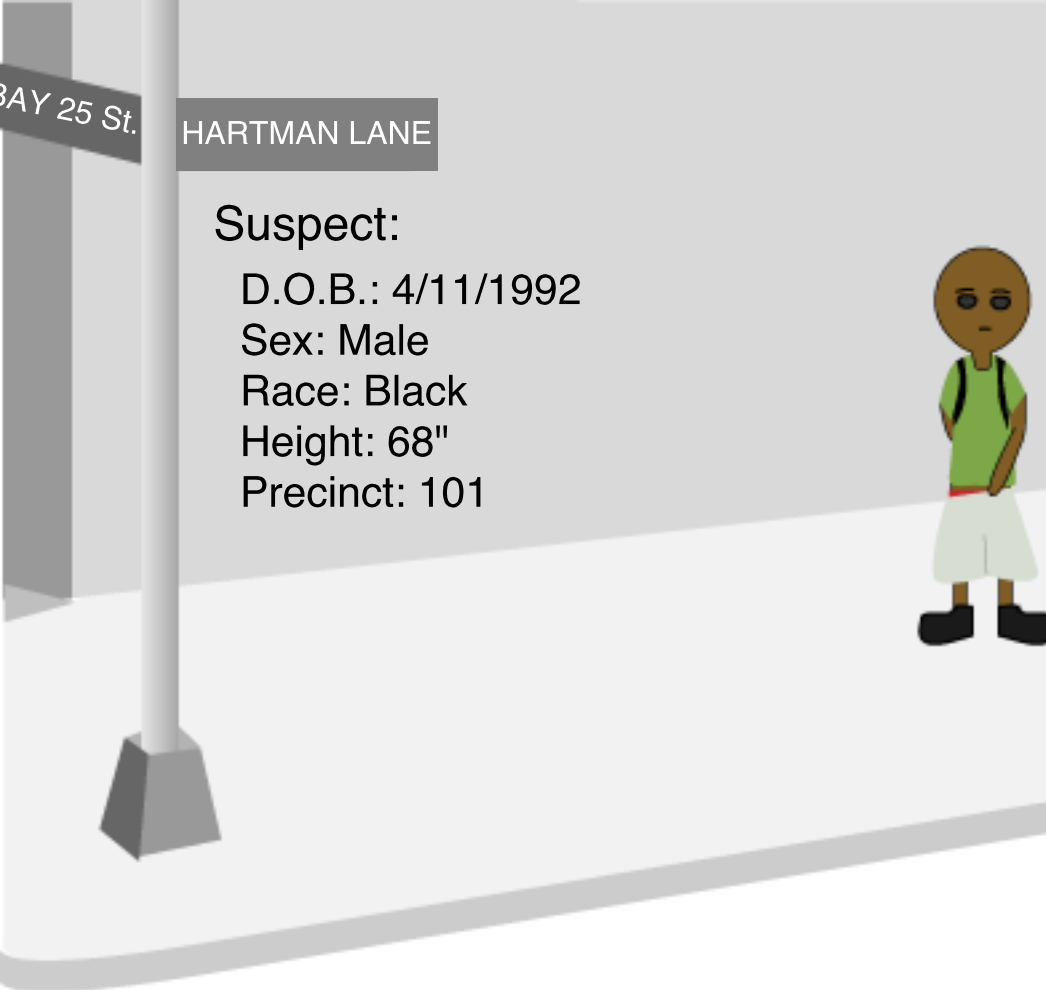 BAY 25 St.
HARTMAN LANE
Suspect:
D.O.B.: 4/11/1992
Sex: Male
Race: Black
Height: 68"
Precinct: 101